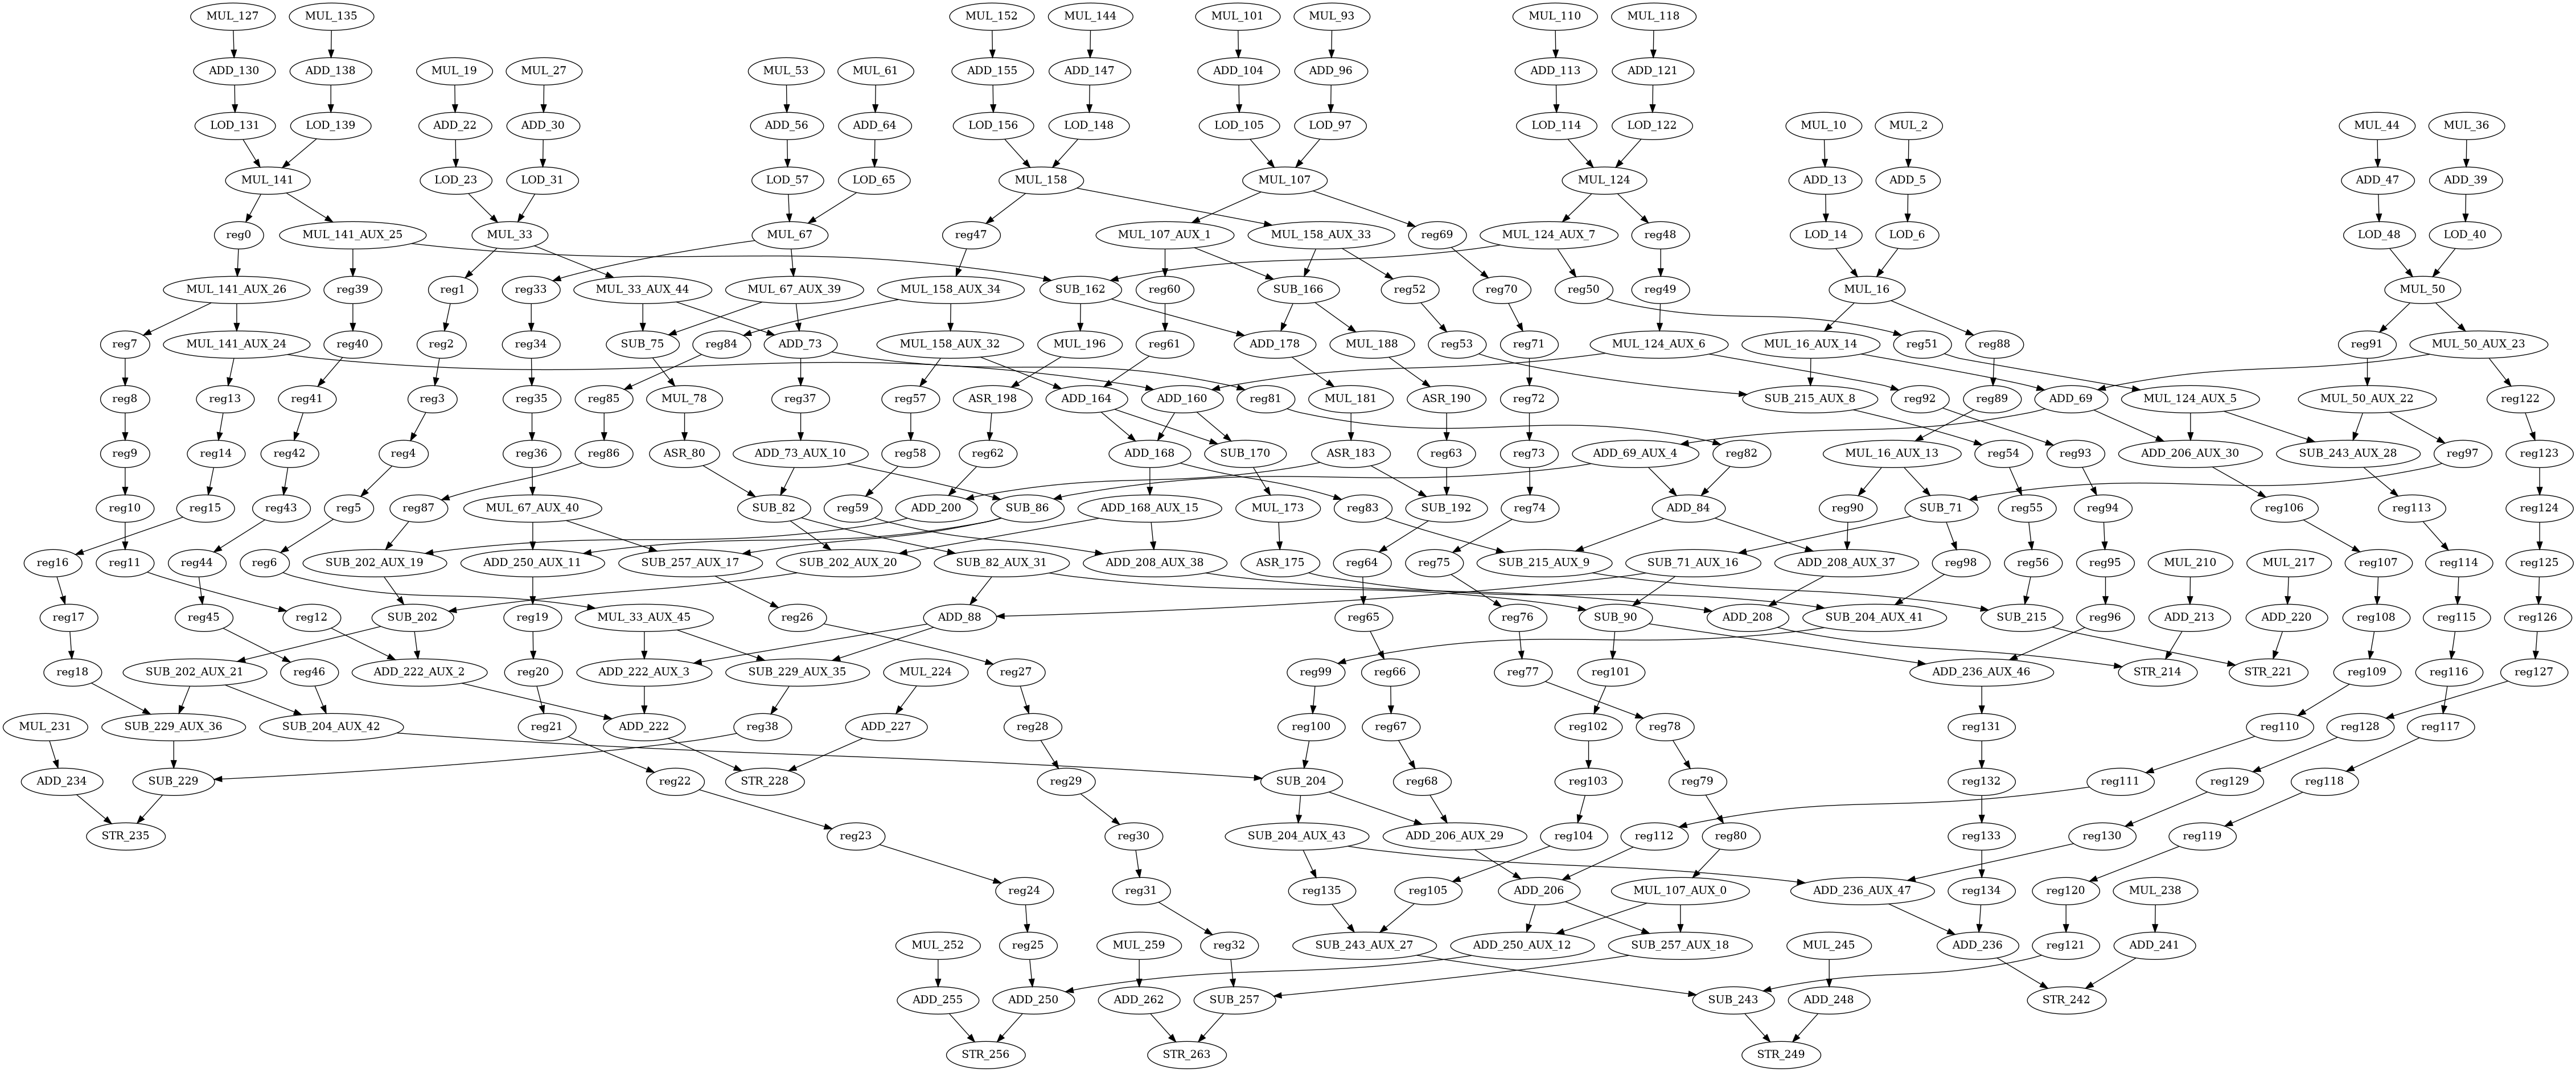 MUL_127 MUL_135 MUL_152 MUL_144 MUL_101 MUL_93 MUL_110 MUL_118
ADD_130 ADD_138 MUL_19 MUL_27 MUL_53 MUL_61 ADD_155 ADD_147 ADD_104 ADD_96 ADD_113 ADD_121
LOD_131 LOD_139 ADD_22 ADD_30 ADD_56 ADD_64 LOD_156 LOD_148 LOD_105 LOD_97 LOD_114 LOD_122 MUL_10 MUL_2 MUL_44 MUL_36
MUL_141 LOD_23 LOD_31 LOD_57 LOD_65 MUL_158 MUL_107 MUL_124 ADD_13 ADD_5 ADD_47 ADD_39
reg0 MUL_141_AUX_25 MUL_33 MUL_67 reg47 MUL_107_AUX_1 MUL_158_AUX_33 reg69 MUL_124_AUX_7 reg48 LOD_14 LOD_6 LOD_48 LOD_40
MUL_141_AUX_26 reg39 reg1 reg33 MUL_33_AUX_44 MUL_67_AUX_39 MUL_158_AUX_34 SUB_162 reg60 SUB_166 reg52 reg70 reg50 reg49 MUL_16 MUL_50
reg7 MUL_141_AUX_24 reg40 reg2 reg34 SUB_75 reg84 ADD_73 MUL_158_AUX_32 MUL_196 reg61 ADD_178 MUL_188 reg53 reg71 MUL_124_AUX_6 MUL_16_AUX_14 reg51 reg88 reg91 MUL_50_AUX_23
reg8 reg13 reg41 reg3 reg35 reg85 MUL_78 reg37 reg57 ASR_198 ADD_164 ADD_160 reg81 MUL_181 ASR_190 reg72 SUB_215_AUX_8 reg92 reg89 ADD_69 MUL_124_AUX_5 MUL_50_AUX_22 reg122
reg9 reg14 reg42 reg4 reg36 reg86 ASR_80 ADD_73_AUX_10 reg58 reg62 ADD_168 SUB_170 ASR_183 reg63 reg73 ADD_69_AUX_4 reg82 MUL_16_AUX_13 reg54 reg93 ADD_206_AUX_30 SUB_243_AUX_28 reg97 reg123
reg10 reg15 reg43 reg5 reg87 MUL_67_AUX_40 SUB_82 reg59 ADD_200 SUB_86 ADD_168_AUX_15 MUL_173 reg83 SUB_192 reg74 ADD_84 reg90 SUB_71 reg55 reg94 reg106 reg113 reg124
reg16 reg11 reg44 reg6 SUB_202_AUX_19 ADD_250_AUX_11 SUB_257_AUX_17 SUB_202_AUX_20 SUB_82_AUX_31 ADD_208_AUX_38 ASR_175 reg64 reg75 SUB_215_AUX_9 SUB_71_AUX_16 ADD_208_AUX_37 reg98 reg56 reg95 MUL_210 MUL_217 reg107 reg114 reg125
reg17 reg45 reg12 SUB_202 reg19 MUL_33_AUX_45 reg26 ADD_88 reg65 reg76 SUB_90 ADD_208 SUB_204_AUX_41 SUB_215 reg96 ADD_213 ADD_220 reg108 reg115 reg126
reg18 SUB_202_AUX_21 reg46 ADD_222_AUX_2 reg20 ADD_222_AUX_3 SUB_229_AUX_35 MUL_224 reg27 reg99 reg66 reg77 reg101 ADD_236_AUX_46 STR_214 STR_221 reg109 reg116 reg127
MUL_231 SUB_229_AUX_36 SUB_204_AUX_42 reg21 ADD_222 reg38 ADD_227 reg28 reg100 reg67 reg102 reg78 reg131 reg110 reg128 reg117
ADD_234 SUB_229 reg22 STR_228 reg29 SUB_204 reg68 reg103 reg79 reg132 reg111 reg129 reg118
STR_235 reg23 reg30 SUB_204_AUX_43 ADD_206_AUX_29 reg104 reg112 reg80 reg133 reg130 reg119
reg24 reg31 reg135 reg105 ADD_206 MUL_107_AUX_0 ADD_236_AUX_47 reg134 reg120 MUL_238
MUL_252 reg25 MUL_259 reg32 SUB_243_AUX_27 ADD_250_AUX_12 SUB_257_AUX_18 MUL_245 ADD_236 reg121 ADD_241
ADD_255 ADD_250 ADD_262 SUB_257 SUB_243 ADD_248 STR_242
STR_256 STR_263 STR_249